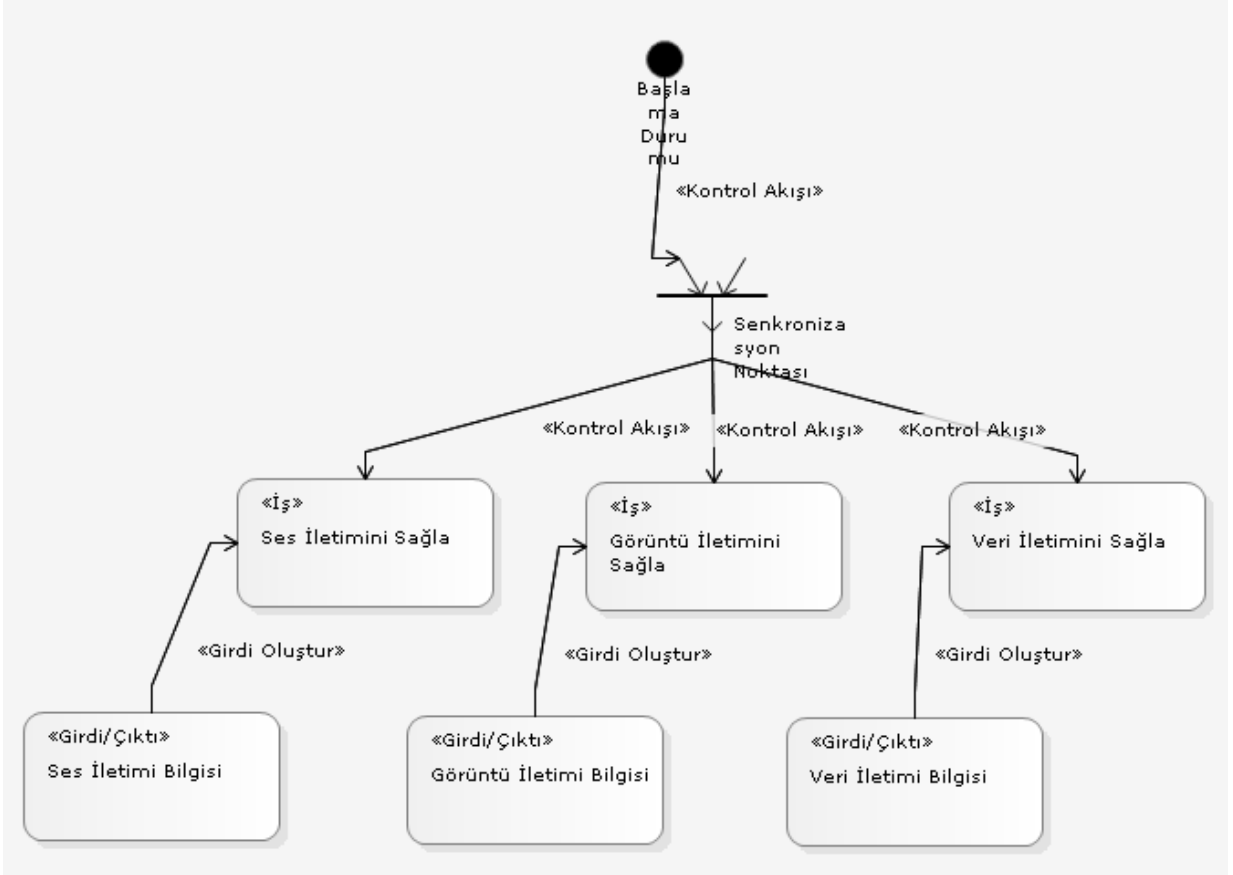 Başla
ma
Duru
mu
«Kontrol Akışı»
Senkroniza
syon
Noktası
«Kontrol Akışı»
«Kontrol Akışı»
«Kontrol Akışı»
«İş»
Ses İletimini Sağla
«İş»
Görüntü İletimini
Sağla
«İş»
Veri İletimini Sağla
«Girdi Oluştur»
«Girdi Oluştur»
«Girdi Oluştur»
«Girdi/Çıktı»
Ses İletimi Bilgisi
«Girdi/Çıktı»
Görüntü İletimi Bilgisi
«Girdi/Çıktı»
Veri İletimi Bilgisi